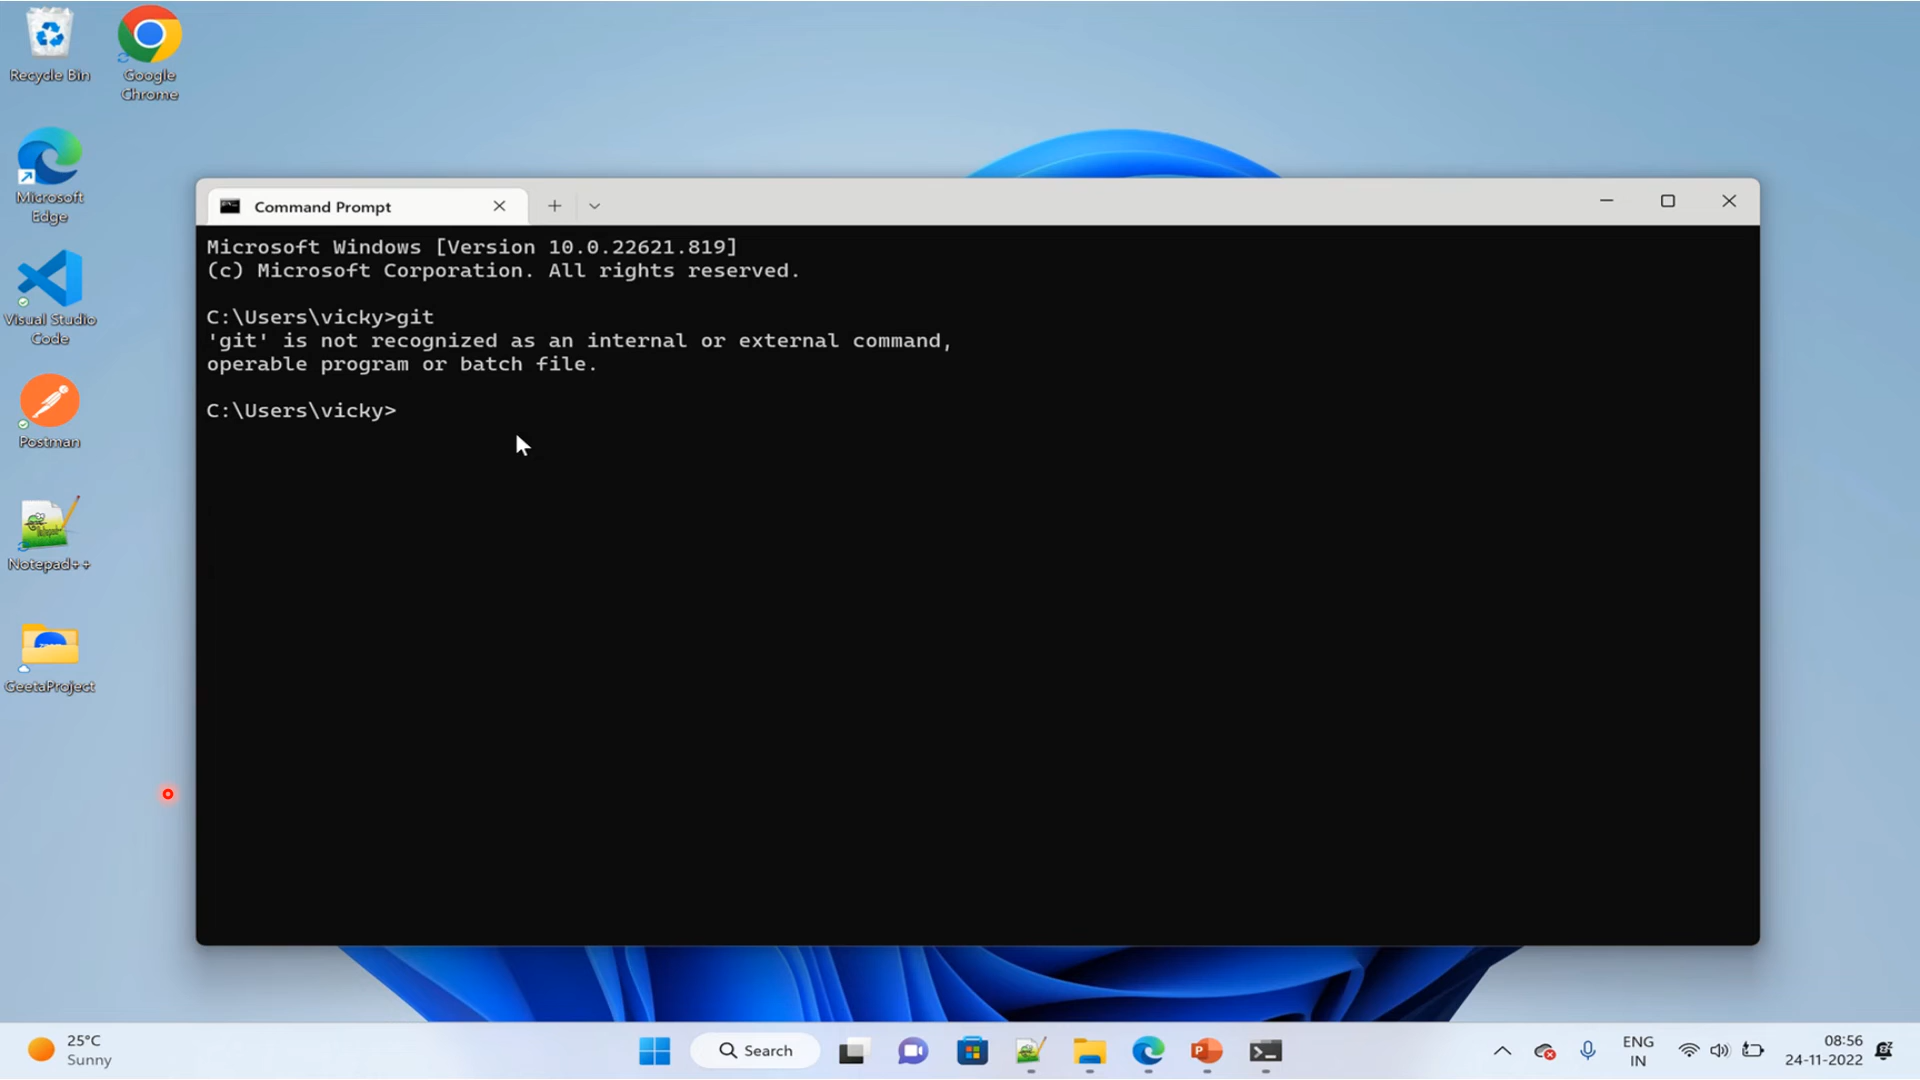 Recycle Bin
Google
Chrome
Microsoft
Edge
Visual Studio
Code
Postman
Notepad++
GeetaProject
Command Prompt
Microsoft Windows [Version 10.0.22621.819]
(c) Microsoft Corporation. All rights reserved.
C:\Users\vicky>git
'git' is not recognized as an internal or external command,
operable program or batch file.
C:\Users\vicky>
25°C
Sunny
Search
ENG
IN
08:56
24-11-2022